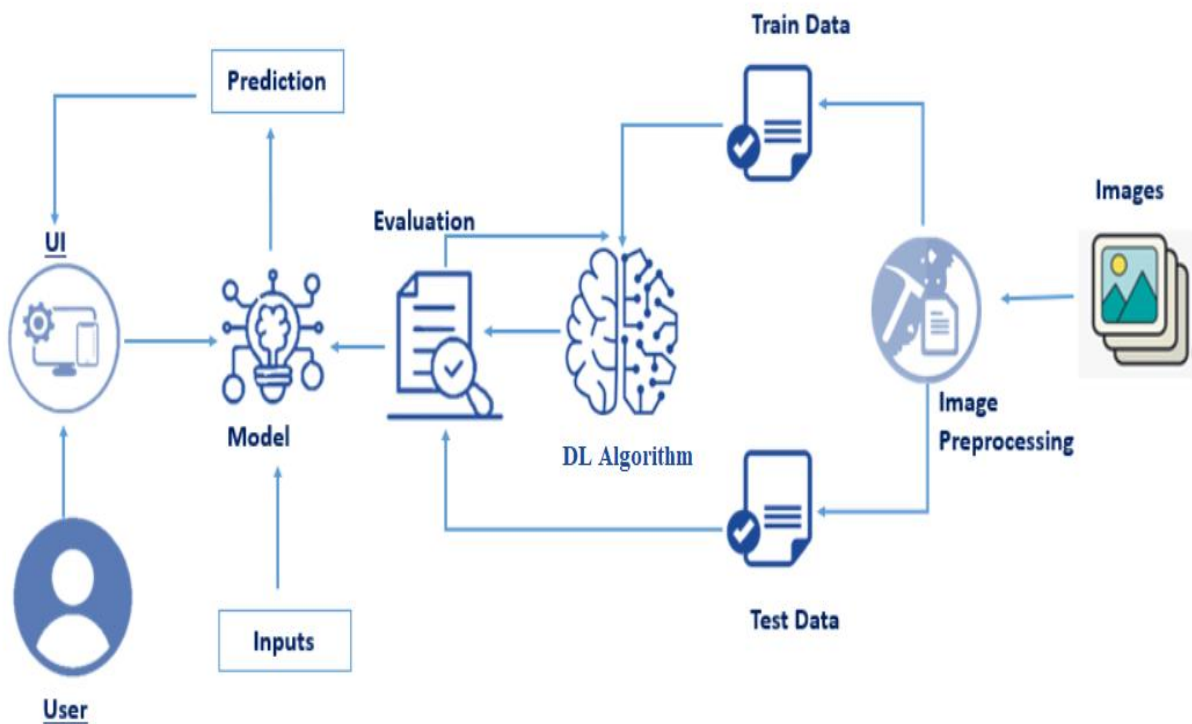 Train Data
Prediction
Images
Evaluation
UI
Image
Preprocessing
Model
DL Algorithm
Test Data
Inputs
User